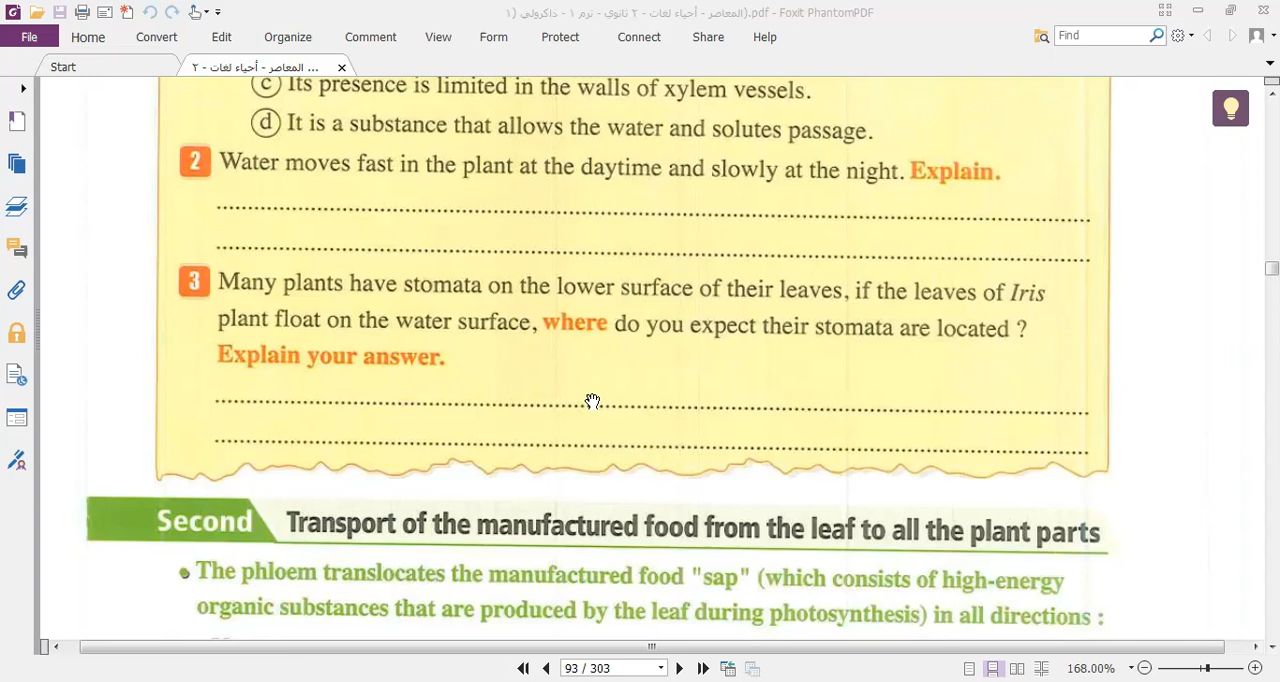 (المعاصر - أحياء لغات - ٢ ثانوي - ترم ١ - ذاكرولي (١.pdf - Foxit PhantomPDF
File Home Convert Edit Organize Comment View Form Protect Connect Share Help Find
Start
المعاصر - أحياء لغات - ٢ ...
c Its presence is limited in the walls of xylem vessels.
d It is a substance that allows the water and solutes passage.
2 Water moves fast in the plant at the daytime and slowly at the night. Explain.
3 Many plants have stomata on the lower surface of their leaves, if the leaves of Iris
plant float on the water surface, where do you expect their stomata are located ?
Explain your answer.
Second Transport of the manufactured food from the leaf to all the plant parts
• The phloem translocates the manufactured food "sap" (which consists of high-energy
organic substances that are produced by the leaf during photosynthesis) in all directions :
93 / 303
168.00%